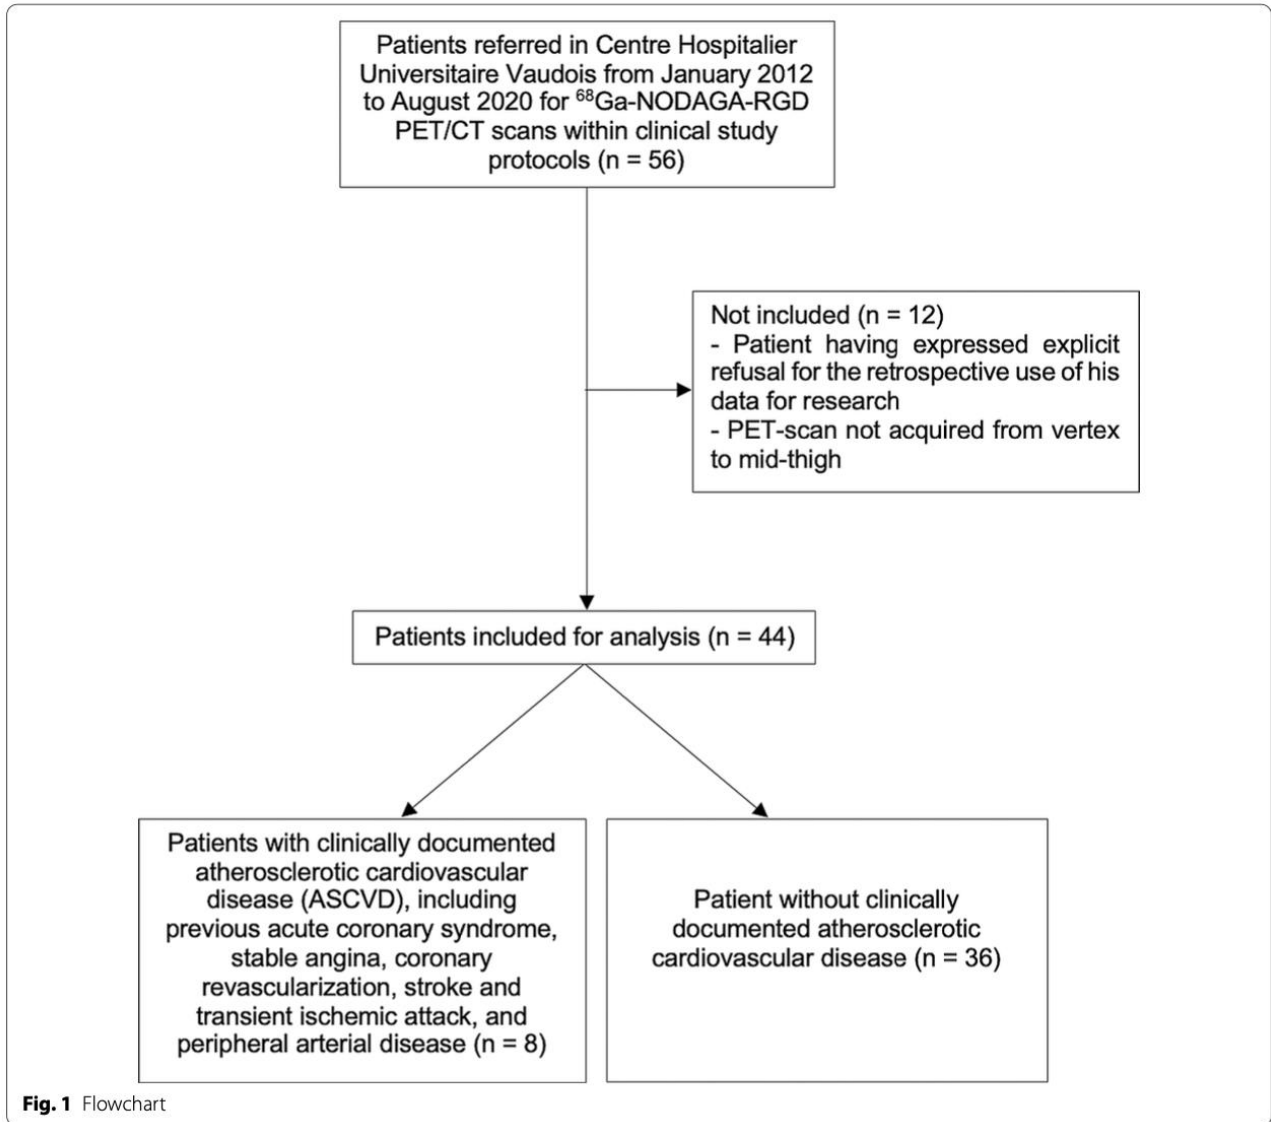 Patients referred in Centre Hospitalier
Universitaire Vaudois from January 2012
to August 2020 for ⁶⁸Ga-NODAGA-RGD
PET/CT scans within clinical study
protocols (n = 56)
Not included (n = 12)
- Patient having expressed explicit
refusal for the retrospective use of his
data for research
- PET-scan not acquired from vertex
to mid-thigh
Patients included for analysis (n = 44)
Patients with clinically documented
atherosclerotic cardiovascular
disease (ASCVD), including
previous acute coronary syndrome,
stable angina, coronary
revascularization, stroke and
transient ischemic attack, and
peripheral arterial disease (n = 8)
Patient without clinically
documented atherosclerotic
cardiovascular disease (n = 36)
Fig. 1 Flowchart